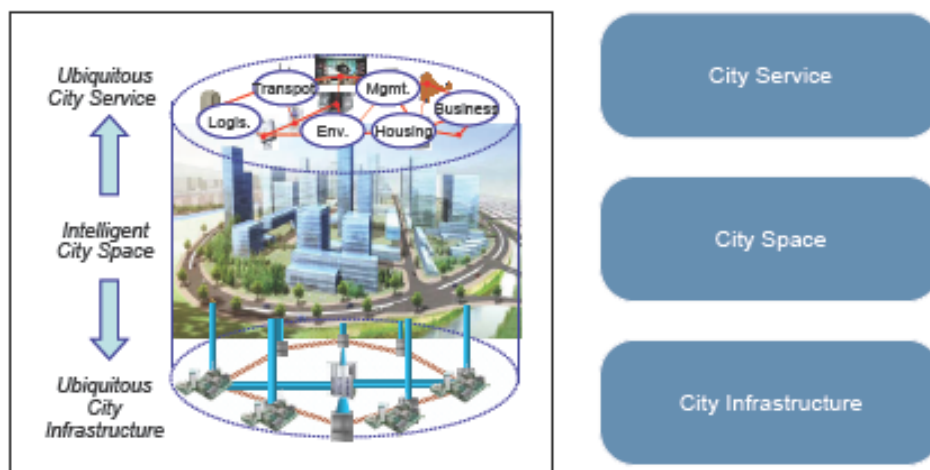 Ubiquitous
City Service
Transpot
Mgmt.
Business
Logis.
Env.
Housing
Intelligent
City Space
Ubiquitous
City
Infrastructure
City Service
City Space
City Infrastructure